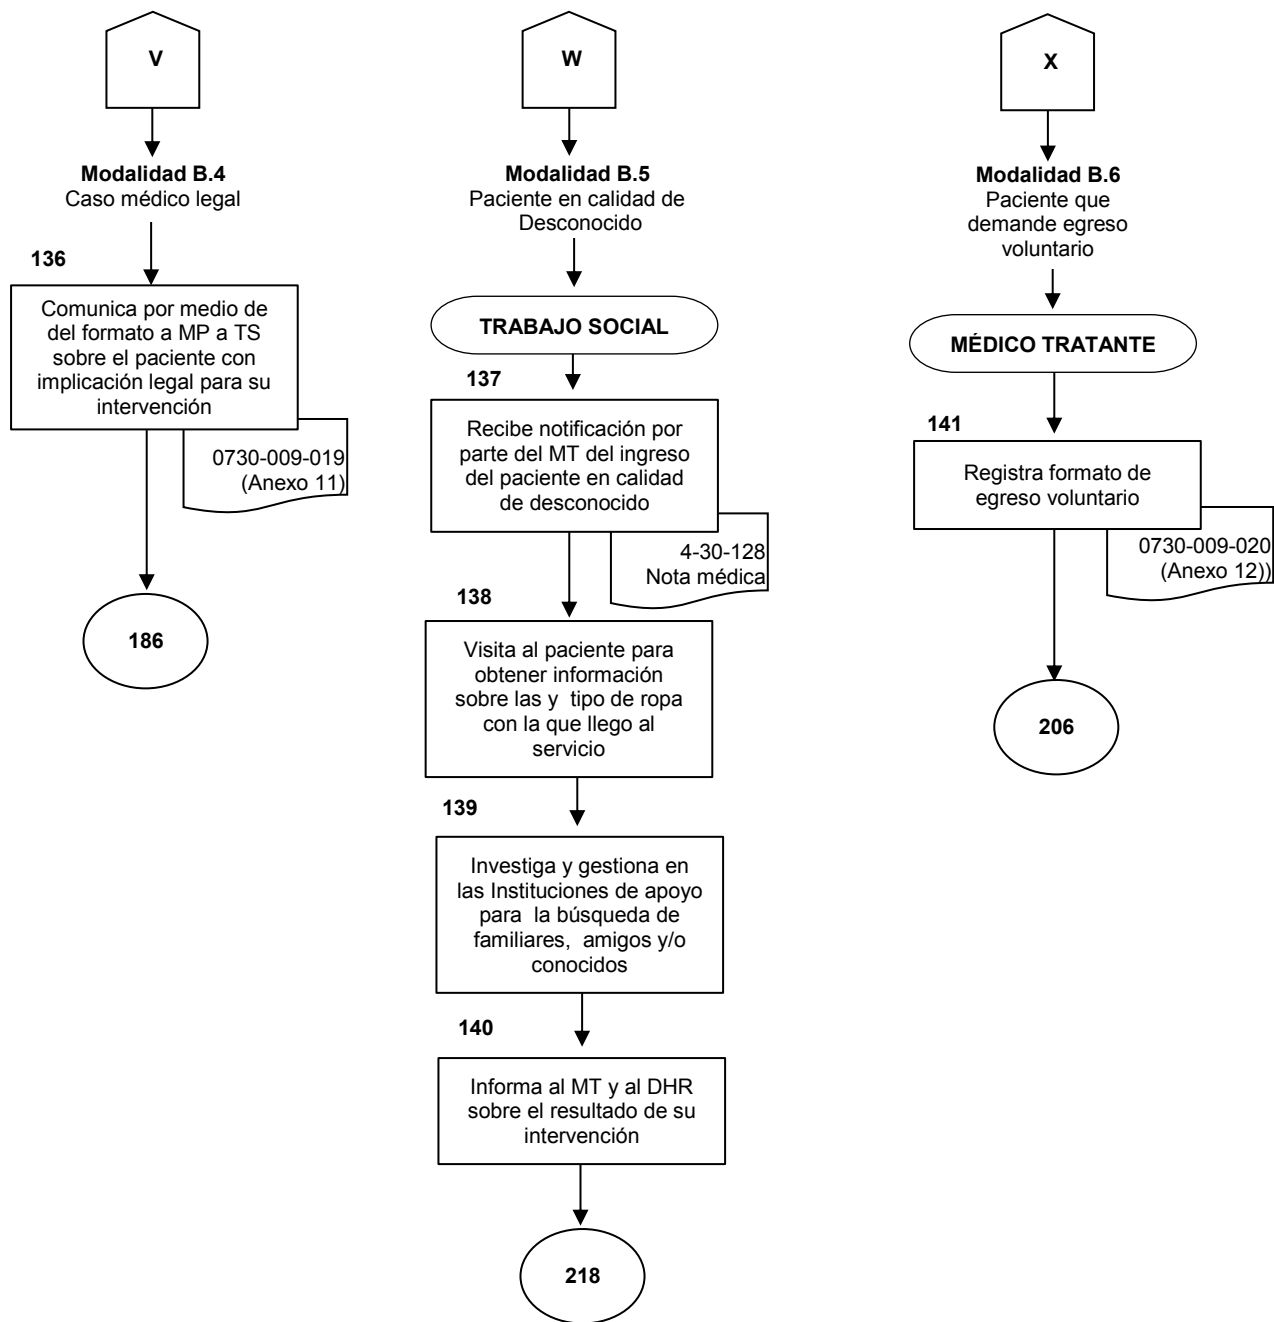 V
Modalidad B.4
Caso médico legal
136
Comunica por medio de
del formato a MP a TS
sobre el paciente con
implicación legal para su
intervención
0730-009-019
(Anexo 11)
186
W
Modalidad B.5
Paciente en calidad de
Desconocido
TRABAJO SOCIAL
137
Recibe notificación por
parte del MT del ingreso
del paciente en calidad
de desconocido
4-30-128
Nota médica
138
Visita al paciente para
obtener información
sobre las y tipo de ropa
con la que llego al
servicio
139
Investiga y gestiona en
las Instituciones de apoyo
para la búsqueda de
familiares, amigos y/o
conocidos
140
Informa al MT y al DHR
sobre el resultado de su
intervención
218
X
Modalidad B.6
Paciente que
demande egreso
voluntario
MÉDICO TRATANTE
141
Registra formato de
egreso voluntario
0730-009-020
(Anexo 12))
206